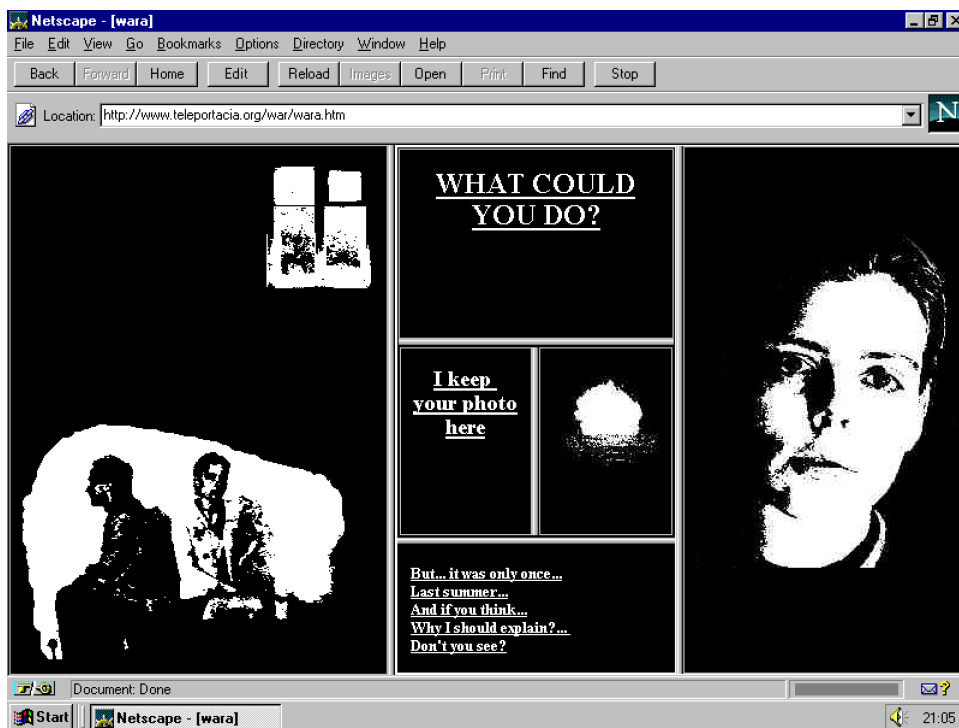 Netscape - [wara]
File Edit View Go Bookmarks Options Directory Window Help
Back Forward Home Edit Reload Images Open Print Find Stop
Location: http://www.teleportacia.org/war/wara.htm
N
WHAT COULD
YOU DO?
I keep
your photo
here
But... it was only once...
Last summer...
And if you think...
Why I should explain?...
Don't you see?
Document: Done
Start Netscape - [wara] 21:05